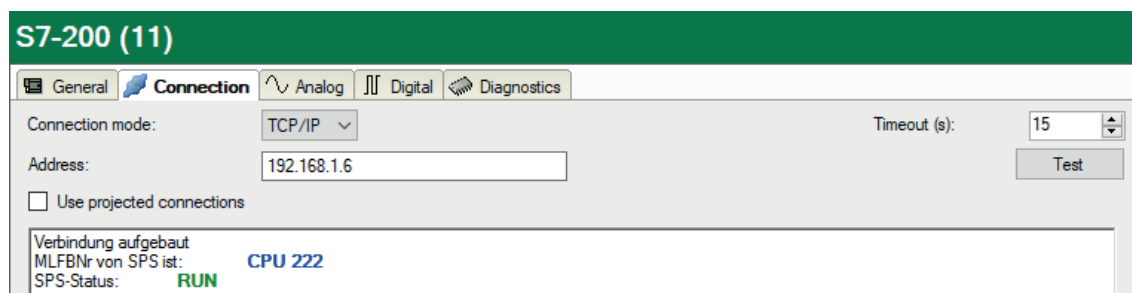 S7-200 (11)
General Connection Analog Digital Diagnostics
Connection mode: TCP/IP Timeout (s): 15
Address: 192.168.1.6 Test
Use projected connections
Verbindung aufgebaut
MLFBNr von SPS ist: CPU 222
SPS-Status: RUN